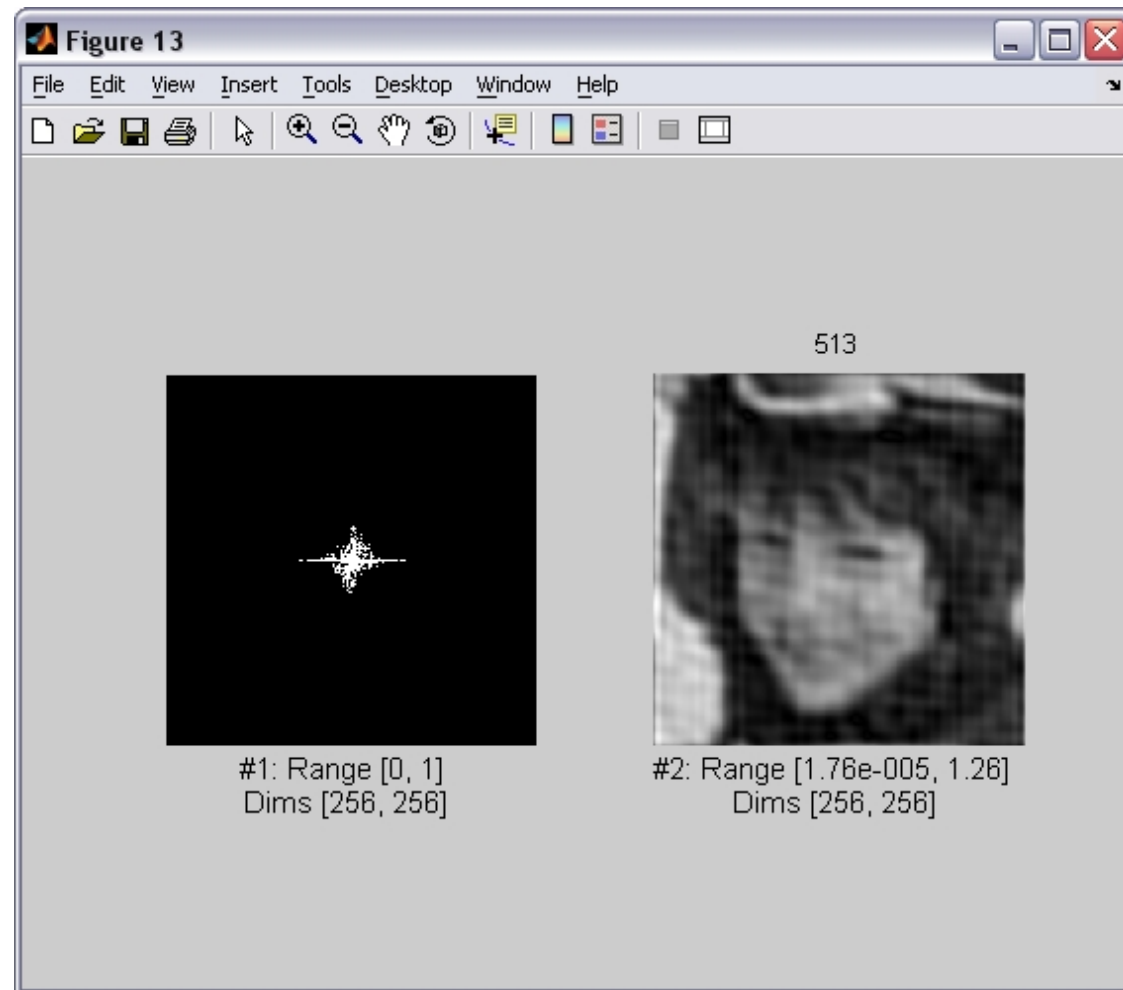 Figure 13
File Edit View Insert Tools Desktop Window Help
513
#1: Range [0, 1]
Dims [256, 256]
#2: Range [1.76e-005, 1.26]
Dims [256, 256]